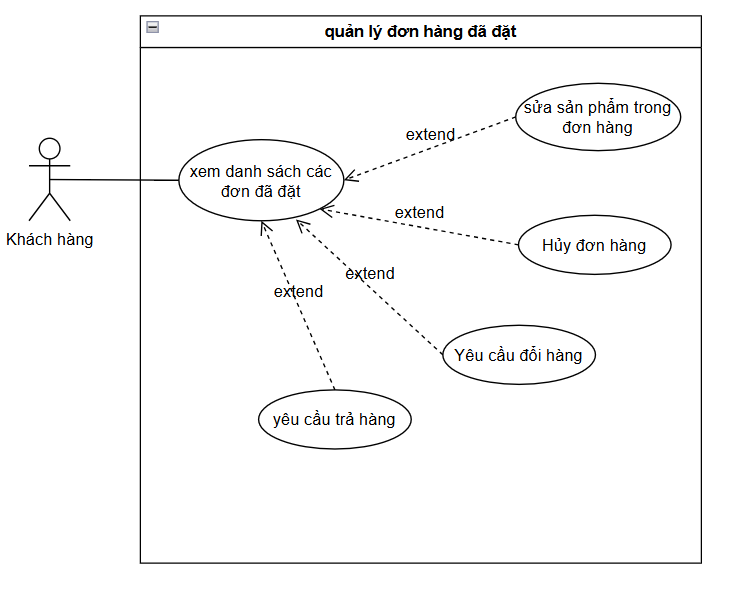 quản lý đơn hàng đã đặt
sửa sản phẩm trong
đơn hàng
extend
xem danh sách các
đơn đã đặt
extend
Khách hàng
Hủy đơn hàng
extend
extend
Yêu cầu đổi hàng
yêu cầu trả hàng